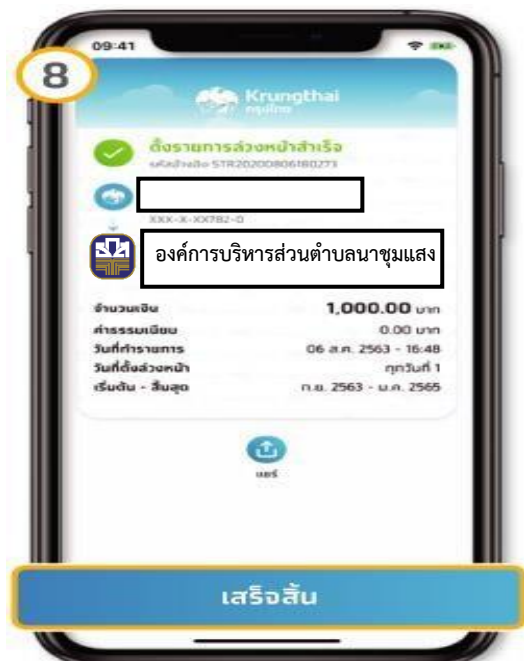 8
09:41
Krungthai
กรุงไทย
ตั้งรายการล่วงหน้าสำเร็จ
รหัสอ้างอิง STR20200806180273
XXX-X-XX782-0
องค์การบริหารส่วนตำบลนาชุมแสง
จำนวนเงิน 1,000.00 บาท
ค่าธรรมเนียม 0.00 บาท
วันที่ทำรายการ 06 ส.ค. 2563 - 16:48
วันที่ตั้งล่วงหน้า ทุกวันที่ 1
เริ่มต้น - สิ้นสุด ก.ย. 2563 - ม.ค. 2565
แชร์
เสร็จสิ้น